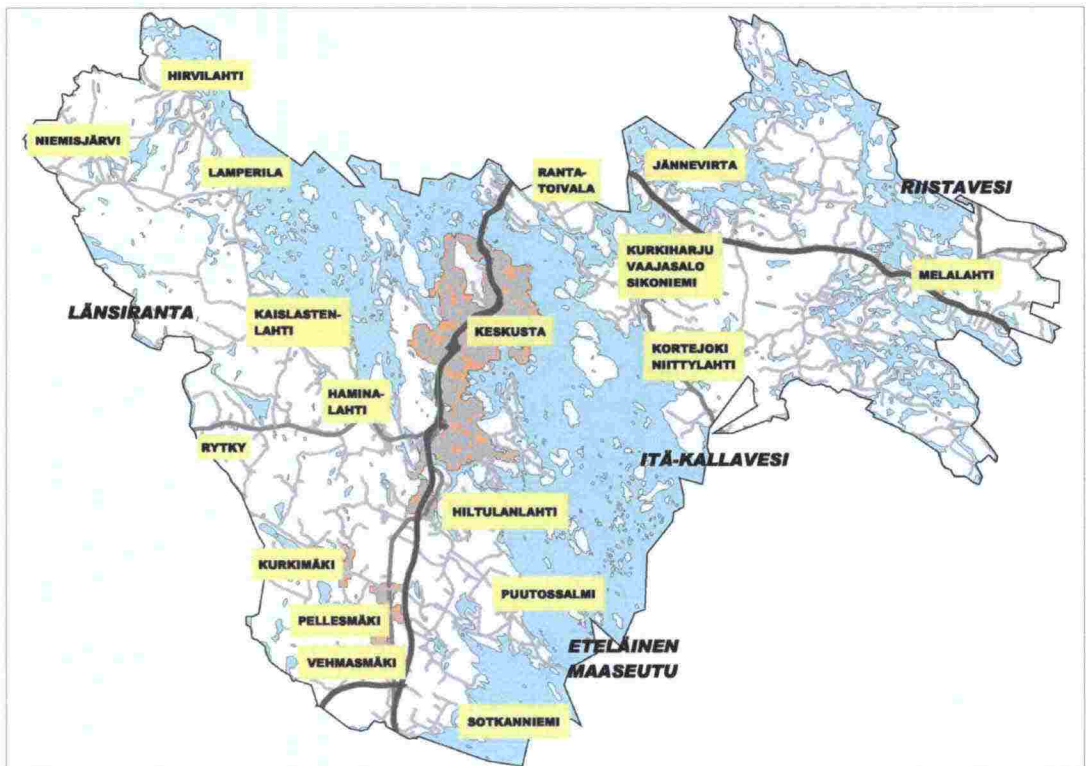 HIRVILAHTI
NIEMISJÄRVI
LAMPERILA
RANTA-
TOIVALA
JÄNNEVIRTA
RIISTAVESI
KURKIHARJU
VAAJASALO
SIKONIEMI
MELALAHTI
LÄNSIRANTA
KAISLASTEN-
LAHTI
KESKUSTA
KORTEJOKI
NIITTYLAHTI
HAMINA-
LAHTI
RYTKY
ITÄ-KALLAVESI
HILTULANLAHTI
KURKIMÄKI
PUUTOSSALMI
PELLESMÄKI
ETELÄINEN
MAASEUTU
VEHMASMÄKI
SOTKANNIEMI